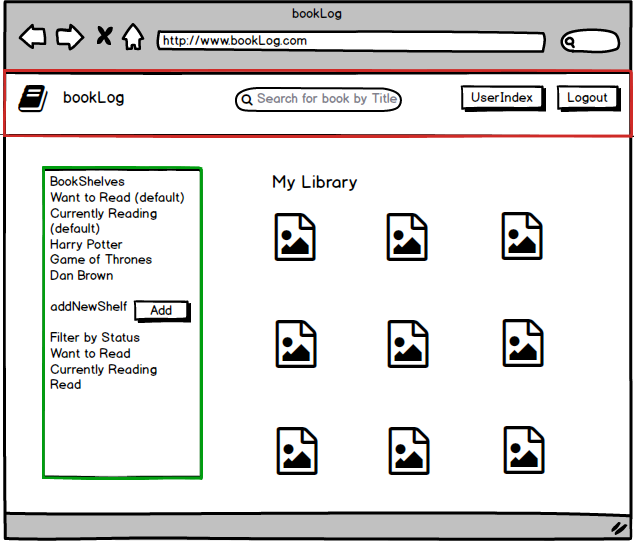 bookLog
http://www.bookLog.com
bookLog
Search for book by Title
UserIndex
Logout
BookShelves
Want to Read (default)
Currently Reading
(default)
Harry Potter
Game of Thrones
Dan Brown
addNewShelf
Add
Filter by Status
Want to Read
Currently Reading
Read
My Library